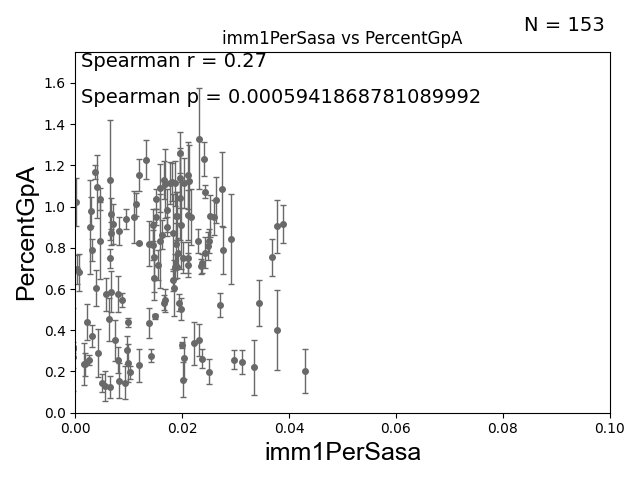 N = 153
imm1PerSasa vs PercentGpA
Spearman r = 0.27
Spearman p = 0.0005941868781089992
PercentGpA
1.6
1.4
1.2
1.0
0.8
0.6
0.4
0.2
0.0
0.00 0.02 0.04 0.06 0.08 0.10
imm1PerSasa